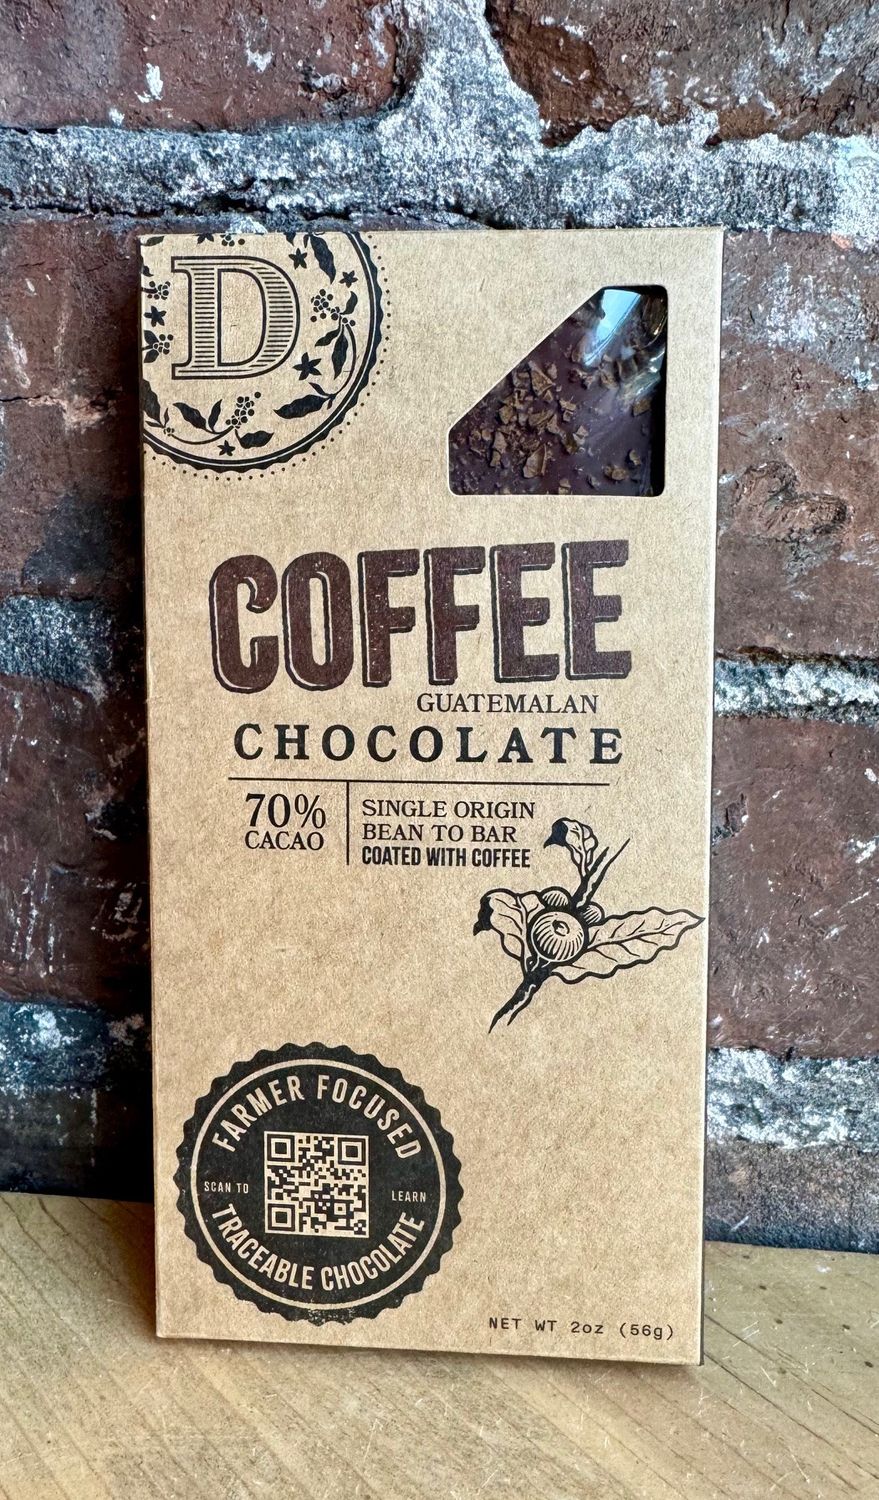 D
COFFEE
GUATEMALAN
CHOCOLATE
70%
CACAO
SINGLE ORIGIN
BEAN TO BAR
COATED WITH COFFEE
FARMER FOCUSED
SCAN TO
LEARN
TRACEABLE CHOCOLATE
NET WT 2oz (56g)